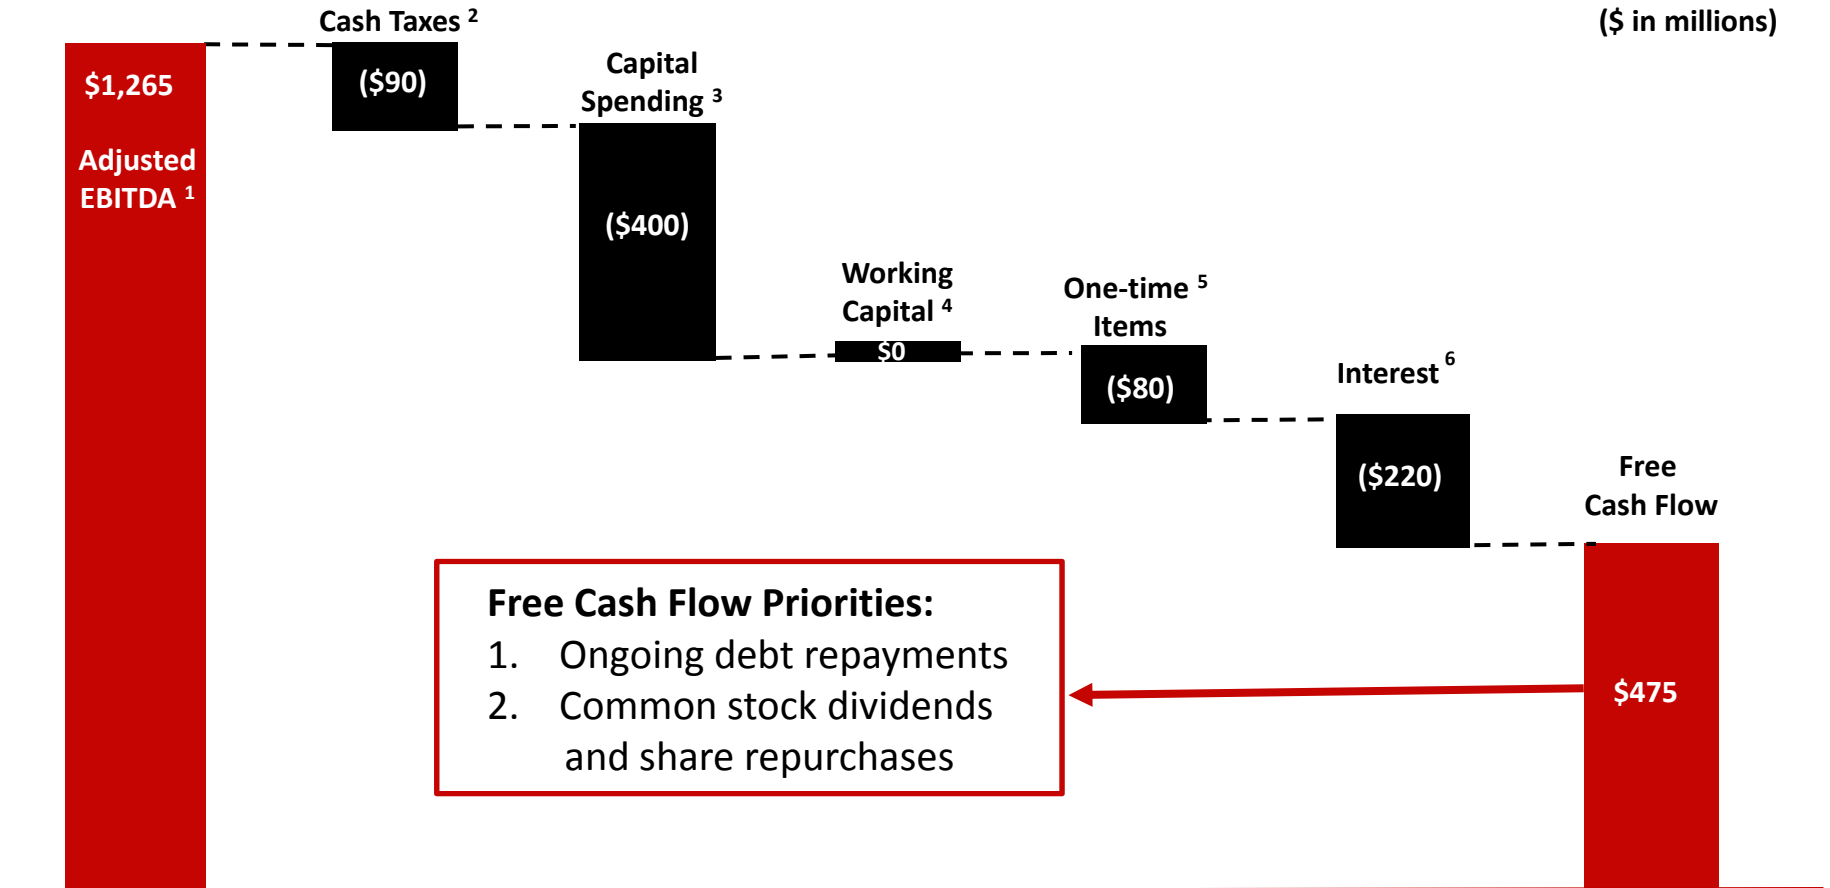 ($ in millions)
$1,265
Adjusted
EBITDA 1
Cash Taxes 2
($90)
Capital
Spending 3
($400)
Working
Capital 4
$0
One-time 5
Items
($80)
Interest 6
($220)
Free
Cash Flow
$475
Free Cash Flow Priorities:
1. Ongoing debt repayments
2. Common stock dividends
and share repurchases